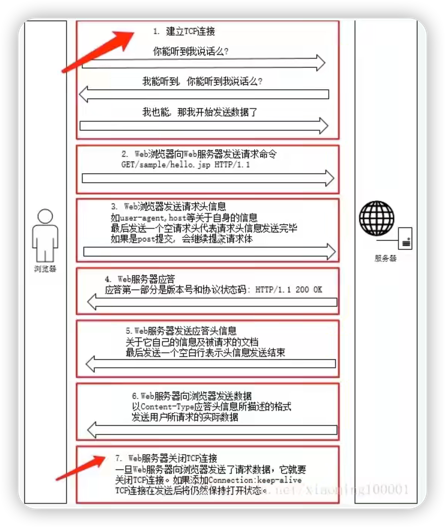 1. 建立TCP连接
你能听到我说话么?
我能听到, 你能听到我说话么?
我也能, 那我开始发送数据了
2. Web浏览器向Web服务器发送请求命令
GET/sample/hello.jsp HTTP/1.1
3. Web浏览器发送请求头信息
如user-agent,host等关于自身的信息
最后发送一个空请求头代表请求头信息发送完毕
如果是post提交, 会继续提交请求体
浏览器
服务器
4. Web服务器应答
应答第一部分是版本号和协议状态码: HTTP/1.1 200 OK
5.Web服务器发送应答头信息
关于它自己的信息及被请求的文档
最后发送一个空白行表示头信息发送结束
6.Web服务器向浏览器发送数据
以Content-Type应答头信息所描述的格式
发送用户所请求的实际数据
7. Web服务器关闭TCP连接
一旦Web服务器向浏览器发送了请求数据, 它就要
关闭TCP连接。如果添加Connection:keep-alive
TCP连接在发送后将仍然保持打开状态。